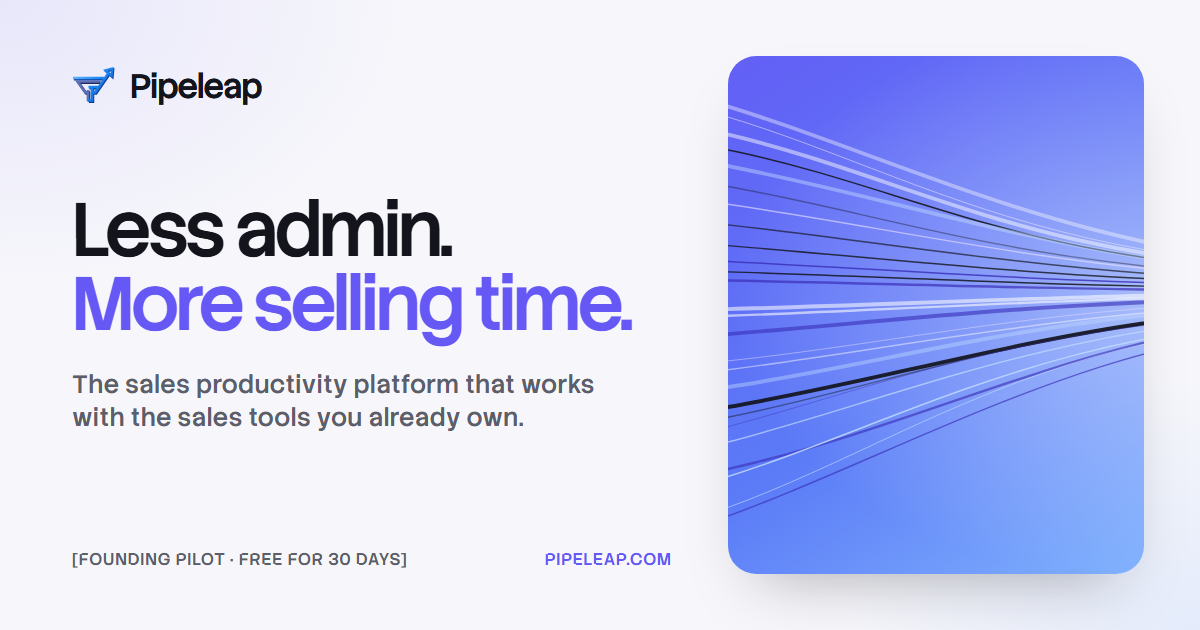 Pipeleap
Less admin.
More selling time.
The sales productivity platform that works
with the sales tools you already own.
[FOUNDING PILOT · FREE FOR 30 DAYS]
PIPELEAP.COM